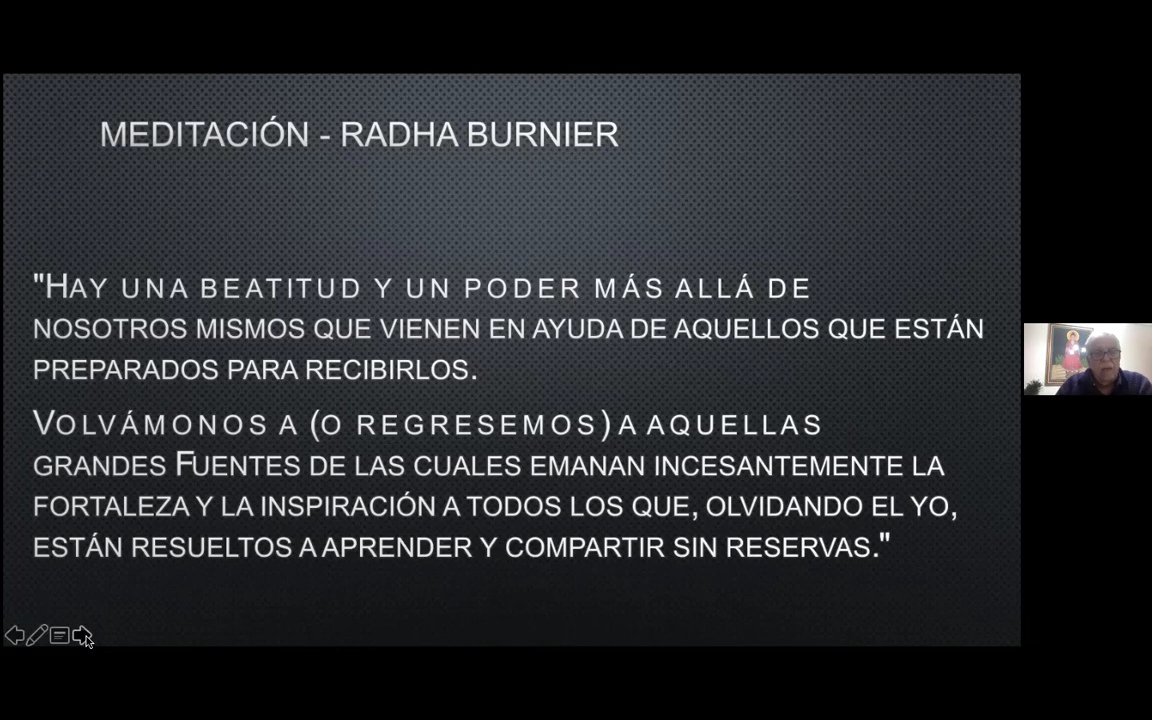 MEDITACIÓN - RADHA BURNIER
"HAY UNA BEATITUD Y UN PODER MÁS ALLÁ DE
NOSOTROS MISMOS QUE VIENEN EN AYUDA DE AQUELLOS QUE ESTÁN
PREPARADOS PARA RECIBIRLOS.
VOLVÁMONOS A (O REGRESEMOS) A AQUELLAS
GRANDES FUENTES DE LAS CUALES EMANAN INCESANTEMENTE LA
FORTALEZA Y LA INSPIRACIÓN A TODOS LOS QUE, OLVIDANDO EL YO,
ESTÁN RESUELTOS A APRENDER Y COMPARTIR SIN RESERVAS."